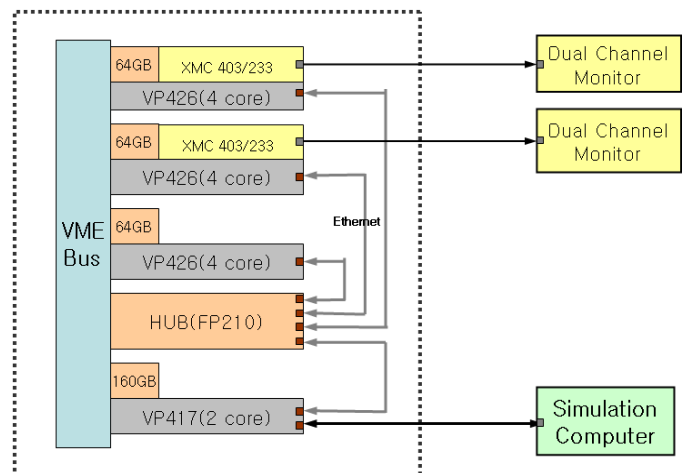 64GB
XMC 403/233
VP426(4 core)
Dual Channel
Monitor
64GB
XMC 403/233
VP426(4 core)
Dual Channel
Monitor
Ethernet
VME
Bus
64GB
VP426(4 core)
HUB(FP210)
160GB
VP417(2 core)
Simulation
Computer